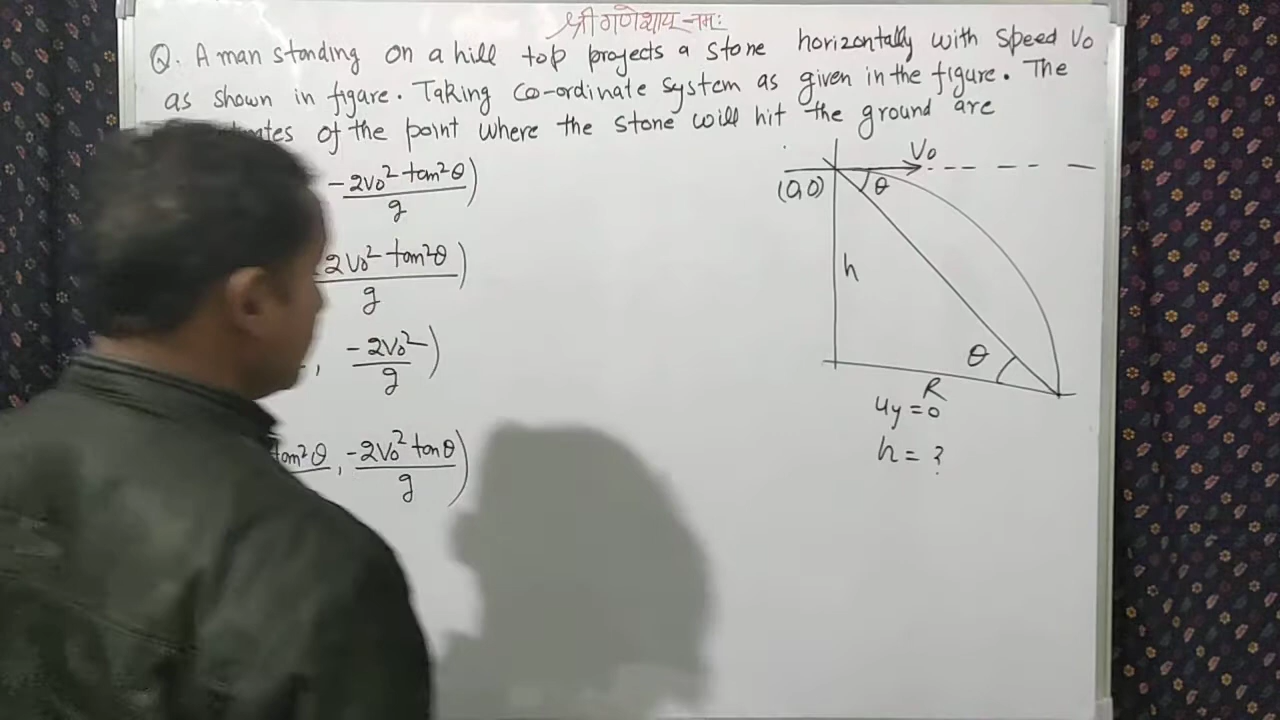 श्री गणेशाय नमः
Q. A man standing on a hill top projects a stone horizontally with speed V₀
as shown in figare. Taking co-ordinate system as given in the figure. The
of the point where the stone will hit the ground are
-2V₀² tan²θ/g)
2V₀² tan²θ/g)
, -2V₀²/g)
tan²θ, -2V₀² tanθ/g)
V₀
(0,0)
θ
h
θ
R
uy = 0
h = ?